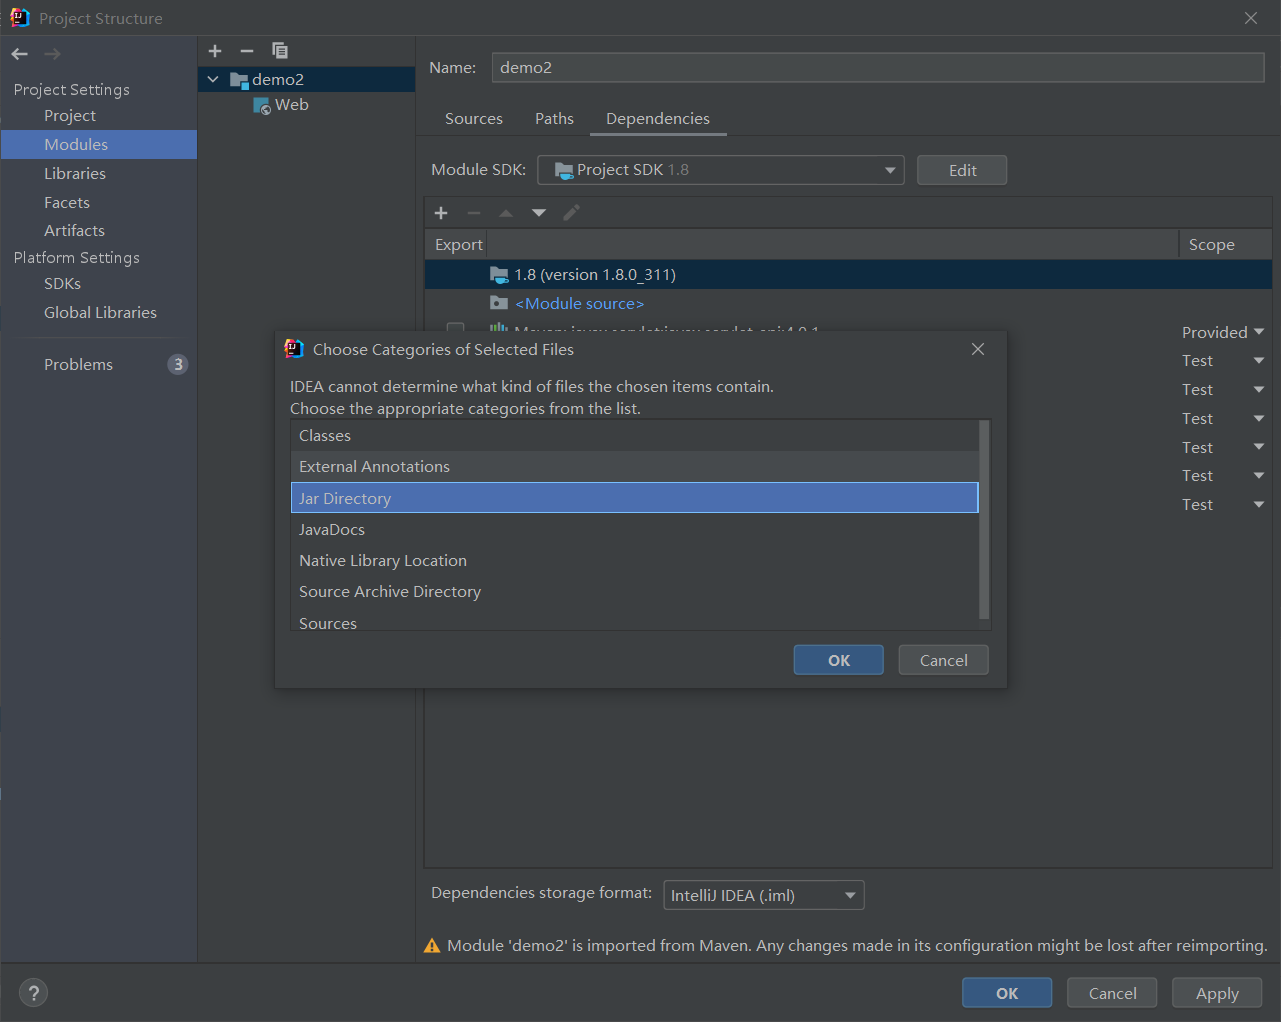 Project Structure
Project Settings
Project
Modules
Libraries
Facets
Artifacts
Platform Settings
SDKs
Global Libraries
Problems 3
demo2
Web
Name: demo2
Sources Paths Dependencies
Module SDK: Project SDK 1.8 Edit
Export Scope
1.8 (version 1.8.0_311)
<Module source>
Provided
Test
Test
Test
Test
Test
Test
Choose Categories of Selected Files
IDEA cannot determine what kind of files the chosen items contain.
Choose the appropriate categories from the list.
Classes
External Annotations
Jar Directory
JavaDocs
Native Library Location
Source Archive Directory
Sources
OK Cancel
Dependencies storage format: IntelliJ IDEA (.iml)
Module 'demo2' is imported from Maven. Any changes made in its configuration might be lost after reimporting.
? OK Cancel Apply